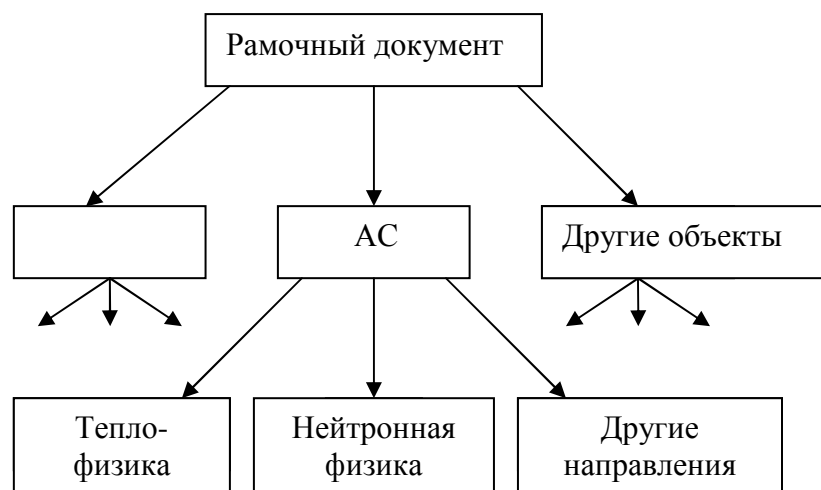 Рамочный документ
АС
Другие объекты
Тепло-
физика
Нейтронная
физика
Другие
направления